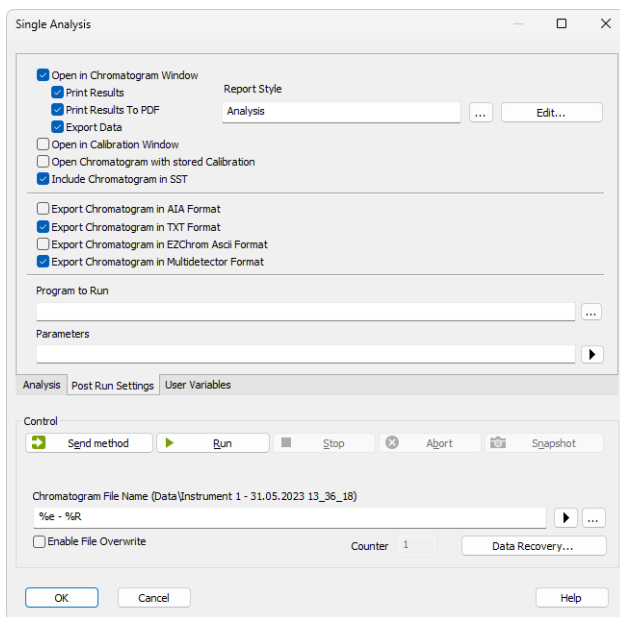 Single Analysis
Open in Chromatogram Window
Print Results
Report Style
Print Results To PDF
Analysis
...
Edit...
Export Data
Open in Calibration Window
Open Chromatogram with stored Calibration
Include Chromatogram in SST
Export Chromatogram in AIA Format
Export Chromatogram in TXT Format
Export Chromatogram in EZChrom Ascii Format
Export Chromatogram in Multidetector Format
Program to Run
...
Parameters
Analysis Post Run Settings User Variables
Control
Send method Run Stop Abort Snapshot
Chromatogram File Name (Data\Instrument 1 - 31.05.2023 13_36_18)
%e - %R
...
Enable File Overwrite
Counter 1
Data Recovery...
OK Cancel Help